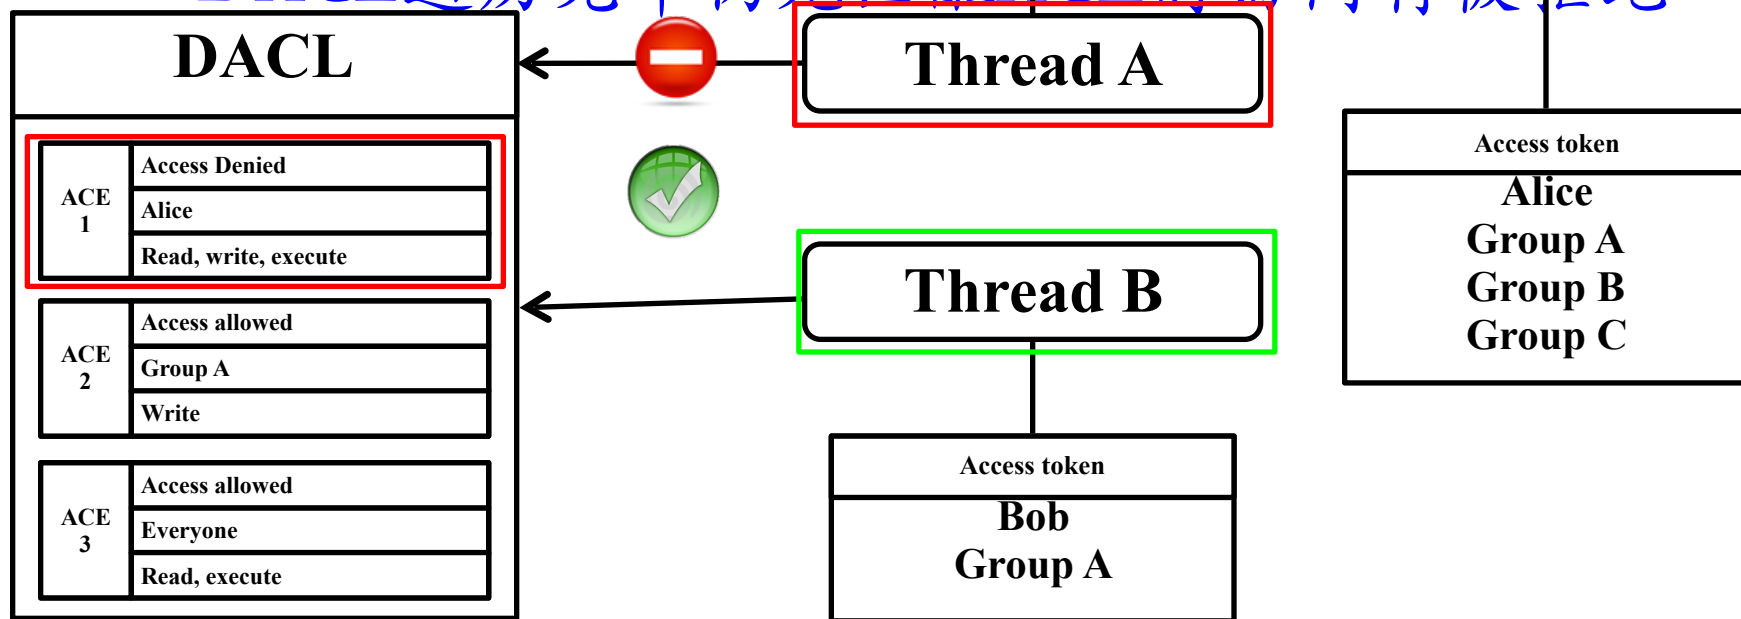 DACL
Thread A
Access token
Alice
Group A
Group B
Group C
ACE
1
Access Denied
Alice
Read, write, execute
Thread B
ACE
2
Access allowed
Group A
Write
Access token
Bob
Group A
ACE
3
Access allowed
Everyone
Read, execute